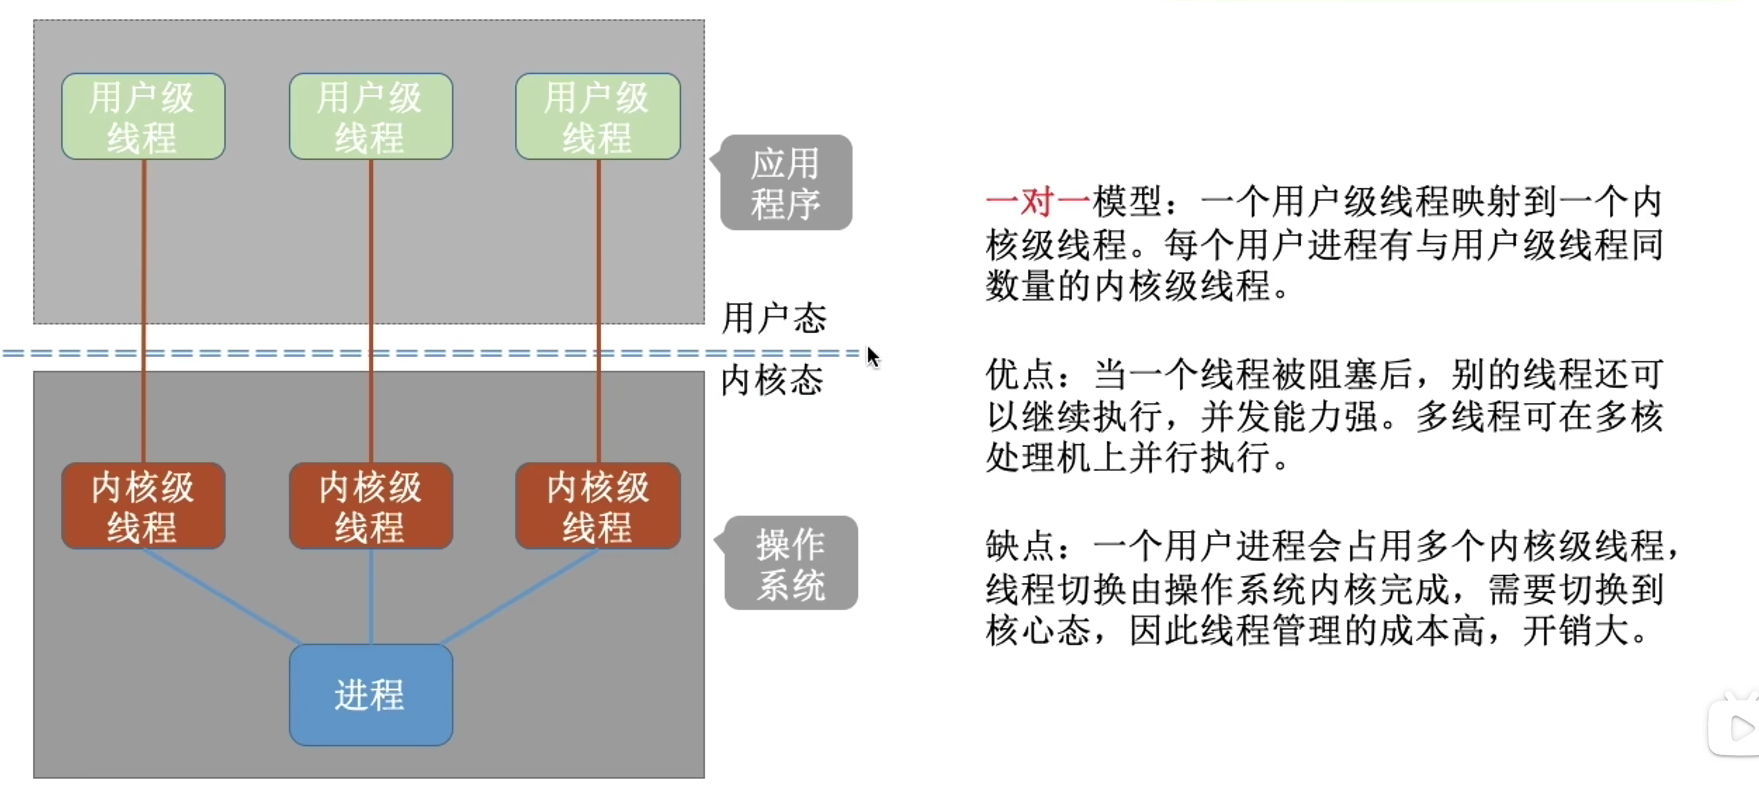 用户级
线程
用户级
线程
用户级
线程
应用
程序
用户态
内核态
内核级
线程
内核级
线程
内核级
线程
操作
系统
进程
一对一模型：一个用户级线程映射到一个内
核级线程。每个用户进程有与用户级线程同
数量的内核级线程。
优点：当一个线程被阻塞后，别的线程还可
以继续执行，并发能力强。多线程可在多核
处理机上并行执行。
缺点：一个用户进程会占用多个内核级线程，
线程切换由操作系统内核完成，需要切换到
核心态，因此线程管理的成本高，开销大。